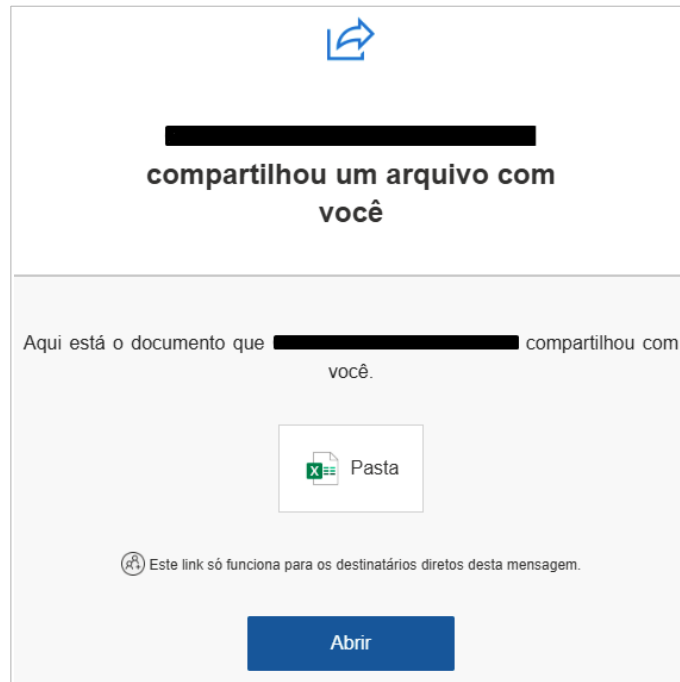 compartilhou um arquivo com
você
Aqui está o documento que compartilhou com
você.
Pasta
Este link só funciona para os destinatários diretos desta mensagem.
Abrir